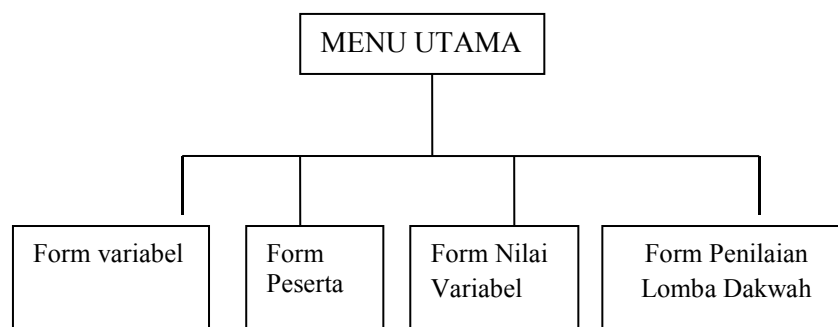 MENU UTAMA
Form variabel
Form
Peserta
Form Nilai
Variabel
Form Penilaian
Lomba Dakwah